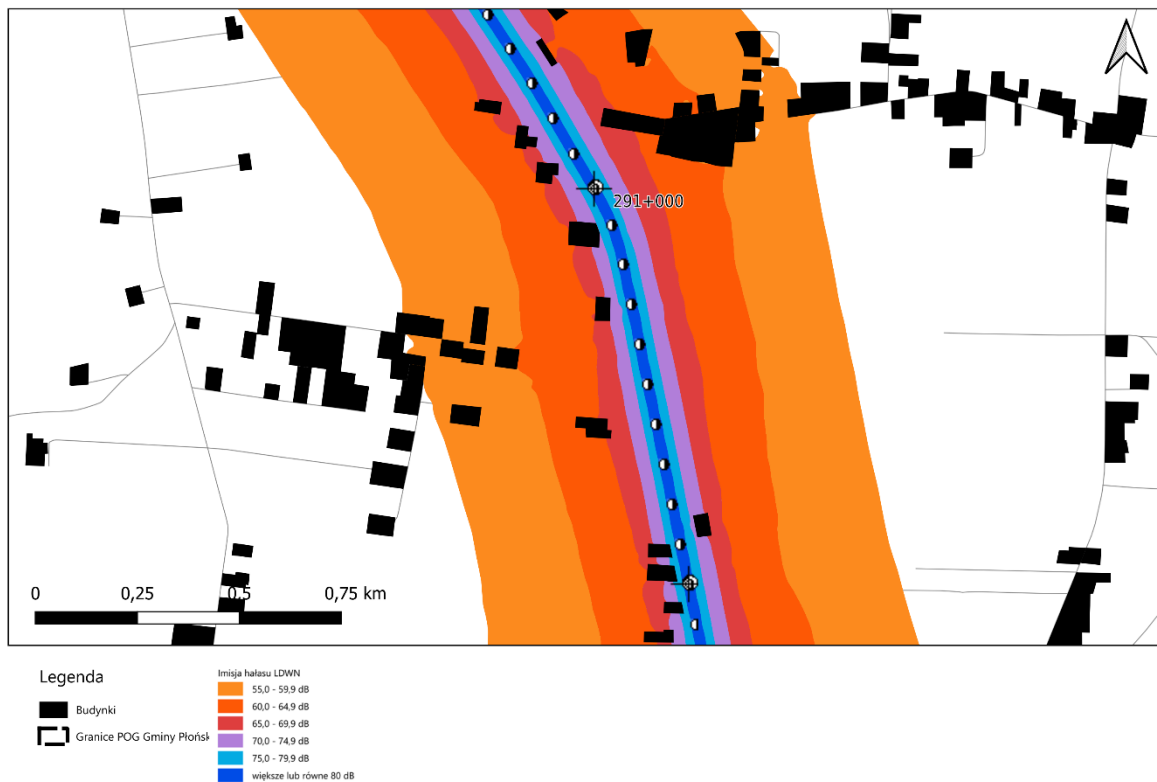 291+000
0 0,25 0,5 0,75 km
Legenda
Budynki
Granice POG Gminy Płońsk
Imisja hałasu LDWN
55,0 - 59,9 dB
60,0 - 64,9 dB
65,0 - 69,9 dB
70,0 - 74,9 dB
75,0 - 79,9 dB
większe lub równe 80 dB